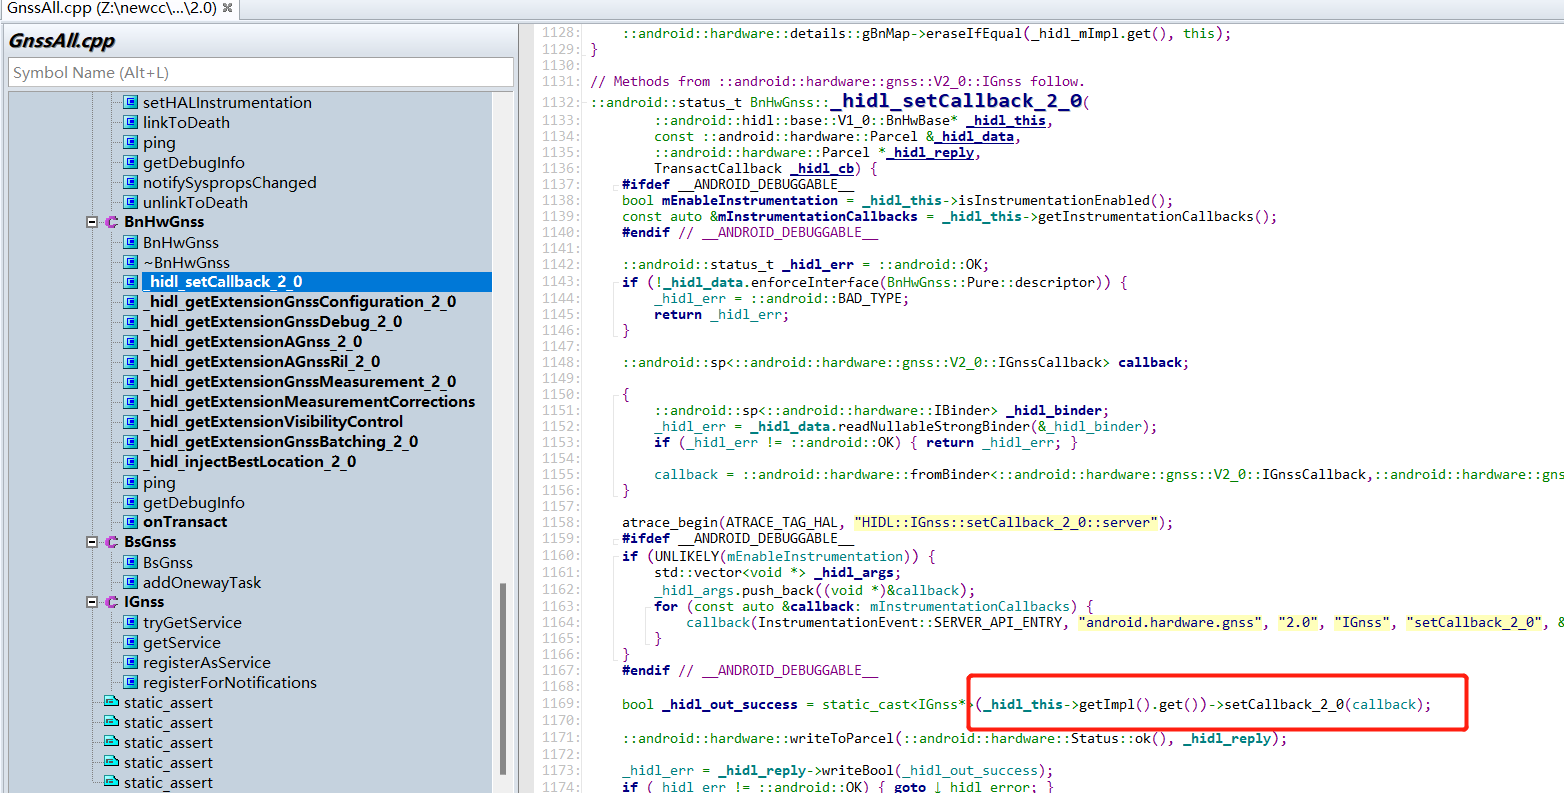 GnssAll.cpp (Z:\newcc\...\2.0)
GnssAll.cpp
Symbol Name (Alt+L)
setHALInstrumentation
linkToDeath
ping
getDebugInfo
notifySyspropsChanged
unlinkToDeath
BnHwGnss
BnHwGnss
~BnHwGnss
_hidl_setCallback_2_0
_hidl_getExtensionGnssConfiguration_2_0
_hidl_getExtensionGnssDebug_2_0
_hidl_getExtensionAGnss_2_0
_hidl_getExtensionAGnssRil_2_0
_hidl_getExtensionGnssMeasurement_2_0
_hidl_getExtensionMeasurementCorrections
_hidl_getExtensionVisibilityControl
_hidl_getExtensionGnssBatching_2_0
_hidl_injectBestLocation_2_0
ping
getDebugInfo
onTransact
BsGnss
BsGnss
addOnewayTask
IGnss
tryGetService
getService
registerAsService
registerForNotifications
static_assert
static_assert
static_assert
static_assert
static_assert
1128: ::android::hardware::details::gBnMap->eraseIfEqual(_hidl_mImpl.get(), this);
1129: }
1130:
1131: // Methods from ::android::hardware::gnss::V2_0::IGnss follow.
1132: ::android::status_t BnHwGnss::_hidl_setCallback_2_0(
1133: ::android::hidl::base::V1_0::BnHwBase* _hidl_this,
1134: const ::android::hardware::Parcel &_hidl_data,
1135: ::android::hardware::Parcel *_hidl_reply,
1136: TransactCallback _hidl_cb) {
1137: #ifdef __ANDROID_DEBUGGABLE__
1138: bool mEnableInstrumentation = _hidl_this->isInstrumentationEnabled();
1139: const auto &mInstrumentationCallbacks = _hidl_this->getInstrumentationCallbacks();
1140: #endif // __ANDROID_DEBUGGABLE__
1141:
1142: ::android::status_t _hidl_err = ::android::OK;
1143: if (!_hidl_data.enforceInterface(BnHwGnss::Pure::descriptor)) {
1144: _hidl_err = ::android::BAD_TYPE;
1145: return _hidl_err;
1146: }
1147:
1148: ::android::sp<::android::hardware::gnss::V2_0::IGnssCallback> callback;
1149:
1150: {
1151: ::android::sp<::android::hardware::IBinder> _hidl_binder;
1152: _hidl_err = _hidl_data.readNullableStrongBinder(&_hidl_binder);
1153: if (_hidl_err != ::android::OK) { return _hidl_err; }
1154:
1155: callback = ::android::hardware::fromBinder<::android::hardware::gnss::V2_0::IGnssCallback,::android::hardware::gns
1156: }
1157:
1158: atrace_begin(ATRACE_TAG_HAL, "HIDL::IGnss::setCallback_2_0::server");
1159: #ifdef __ANDROID_DEBUGGABLE__
1160: if (UNLIKELY(mEnableInstrumentation)) {
1161: std::vector<void *> _hidl_args;
1162: _hidl_args.push_back((void *)&callback);
1163: for (const auto &callback: mInstrumentationCallbacks) {
1164: callback(InstrumentationEvent::SERVER_API_ENTRY, "android.hardware.gnss", "2.0", "IGnss", "setCallback_2_0", &
1165: }
1166: }
1167: #endif // __ANDROID_DEBUGGABLE__
1168:
1169: bool _hidl_out_success = static_cast<IGnss*>(_hidl_this->getImpl().get())->setCallback_2_0(callback);
1170:
1171: ::android::hardware::writeToParcel(::android::hardware::Status::ok(), _hidl_reply);
1172:
1173: _hidl_err = _hidl_reply->writeBool(_hidl_out_success);
1174: if (_hidl_err != ::android::OK) { goto ↓_hidl_error; }